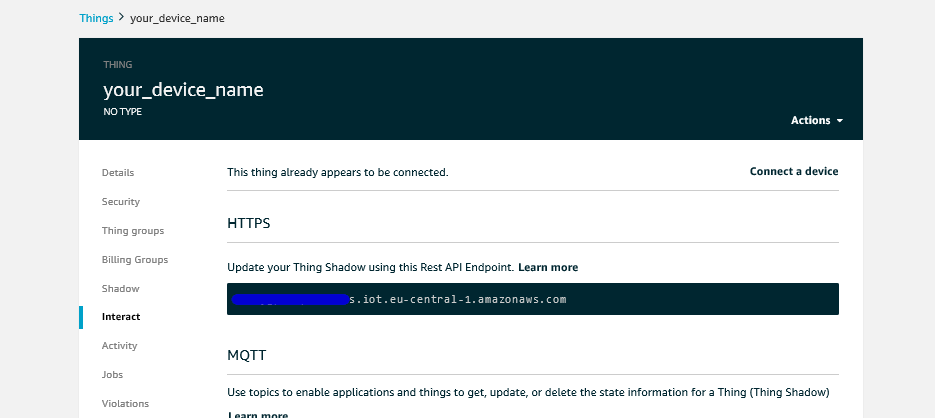 Things > your_device_name
THING
your_device_name
NO TYPE
Actions
Details
Security
Thing groups
Billing Groups
Shadow
Interact
Activity
Jobs
Violations
This thing already appears to be connected.
Connect a device
HTTPS
Update your Thing Shadow using this Rest API Endpoint. Learn more
s.iot.eu-central-1.amazonaws.com
MQTT
Use topics to enable applications and things to get, update, or delete the state information for a Thing (Thing Shadow)
Learn more